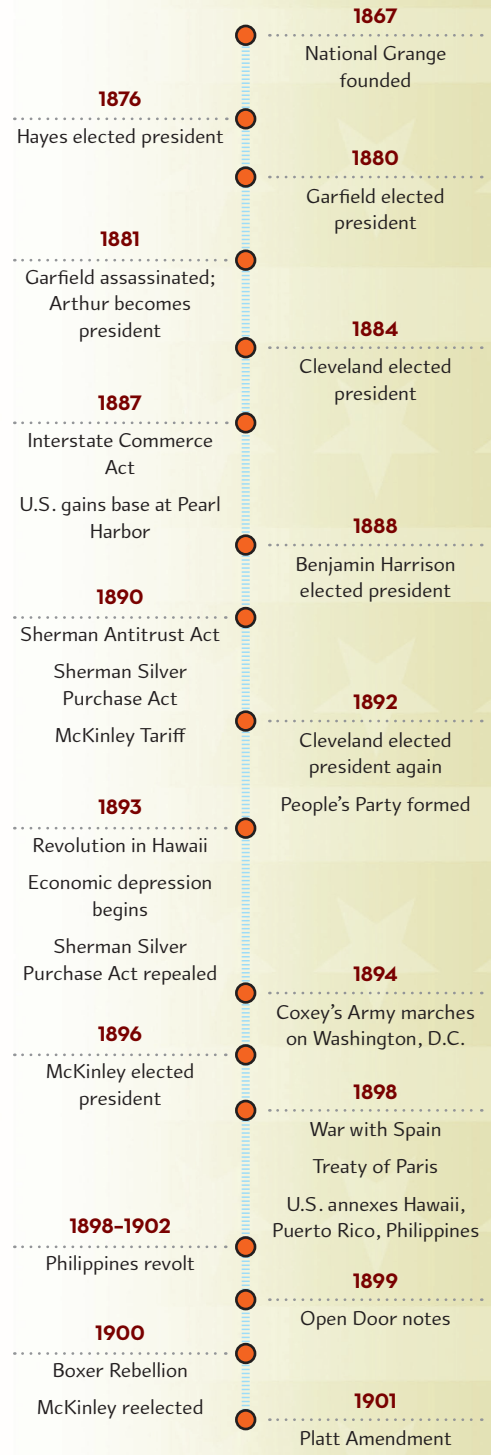 1867
National Grange
founded
1876
Hayes elected president
1880
Garfield elected
president
1881
Garfield assassinated;
Arthur becomes
president
1884
Cleveland elected
president
1887
Interstate Commerce
Act
U.S. gains base at Pearl
Harbor
1888
Benjamin Harrison
elected president
1890
Sherman Antitrust Act
Sherman Silver
Purchase Act
McKinley Tariff
1892
Cleveland elected
president again
People's Party formed
1893
Revolution in Hawaii
Economic depression
begins
Sherman Silver
Purchase Act repealed
1894
Coxey's Army marches
on Washington, D.C.
1896
McKinley elected
president
1898
War with Spain
Treaty of Paris
U.S. annexes Hawaii,
Puerto Rico, Philippines
1898–1902
Philippines revolt
1899
Open Door notes
1900
Boxer Rebellion
McKinley reelected
1901
Platt Amendment